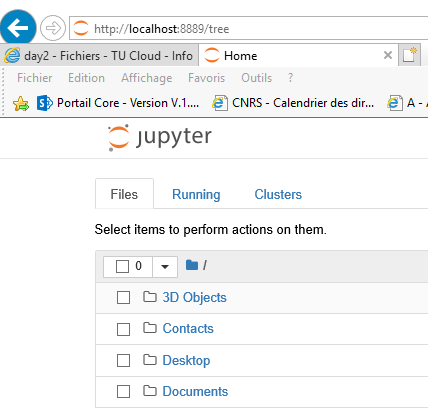 http://localhost:8889/tree
day2 - Fichiers - TU Cloud - Info
Home
Fichier Edition Affichage Favoris Outils ?
Portail Core - Version V.1.... CNRS - Calendrier des dir... A - A
jupyter
Files Running Clusters
Select items to perform actions on them.
0 /
3D Objects
Contacts
Desktop
Documents